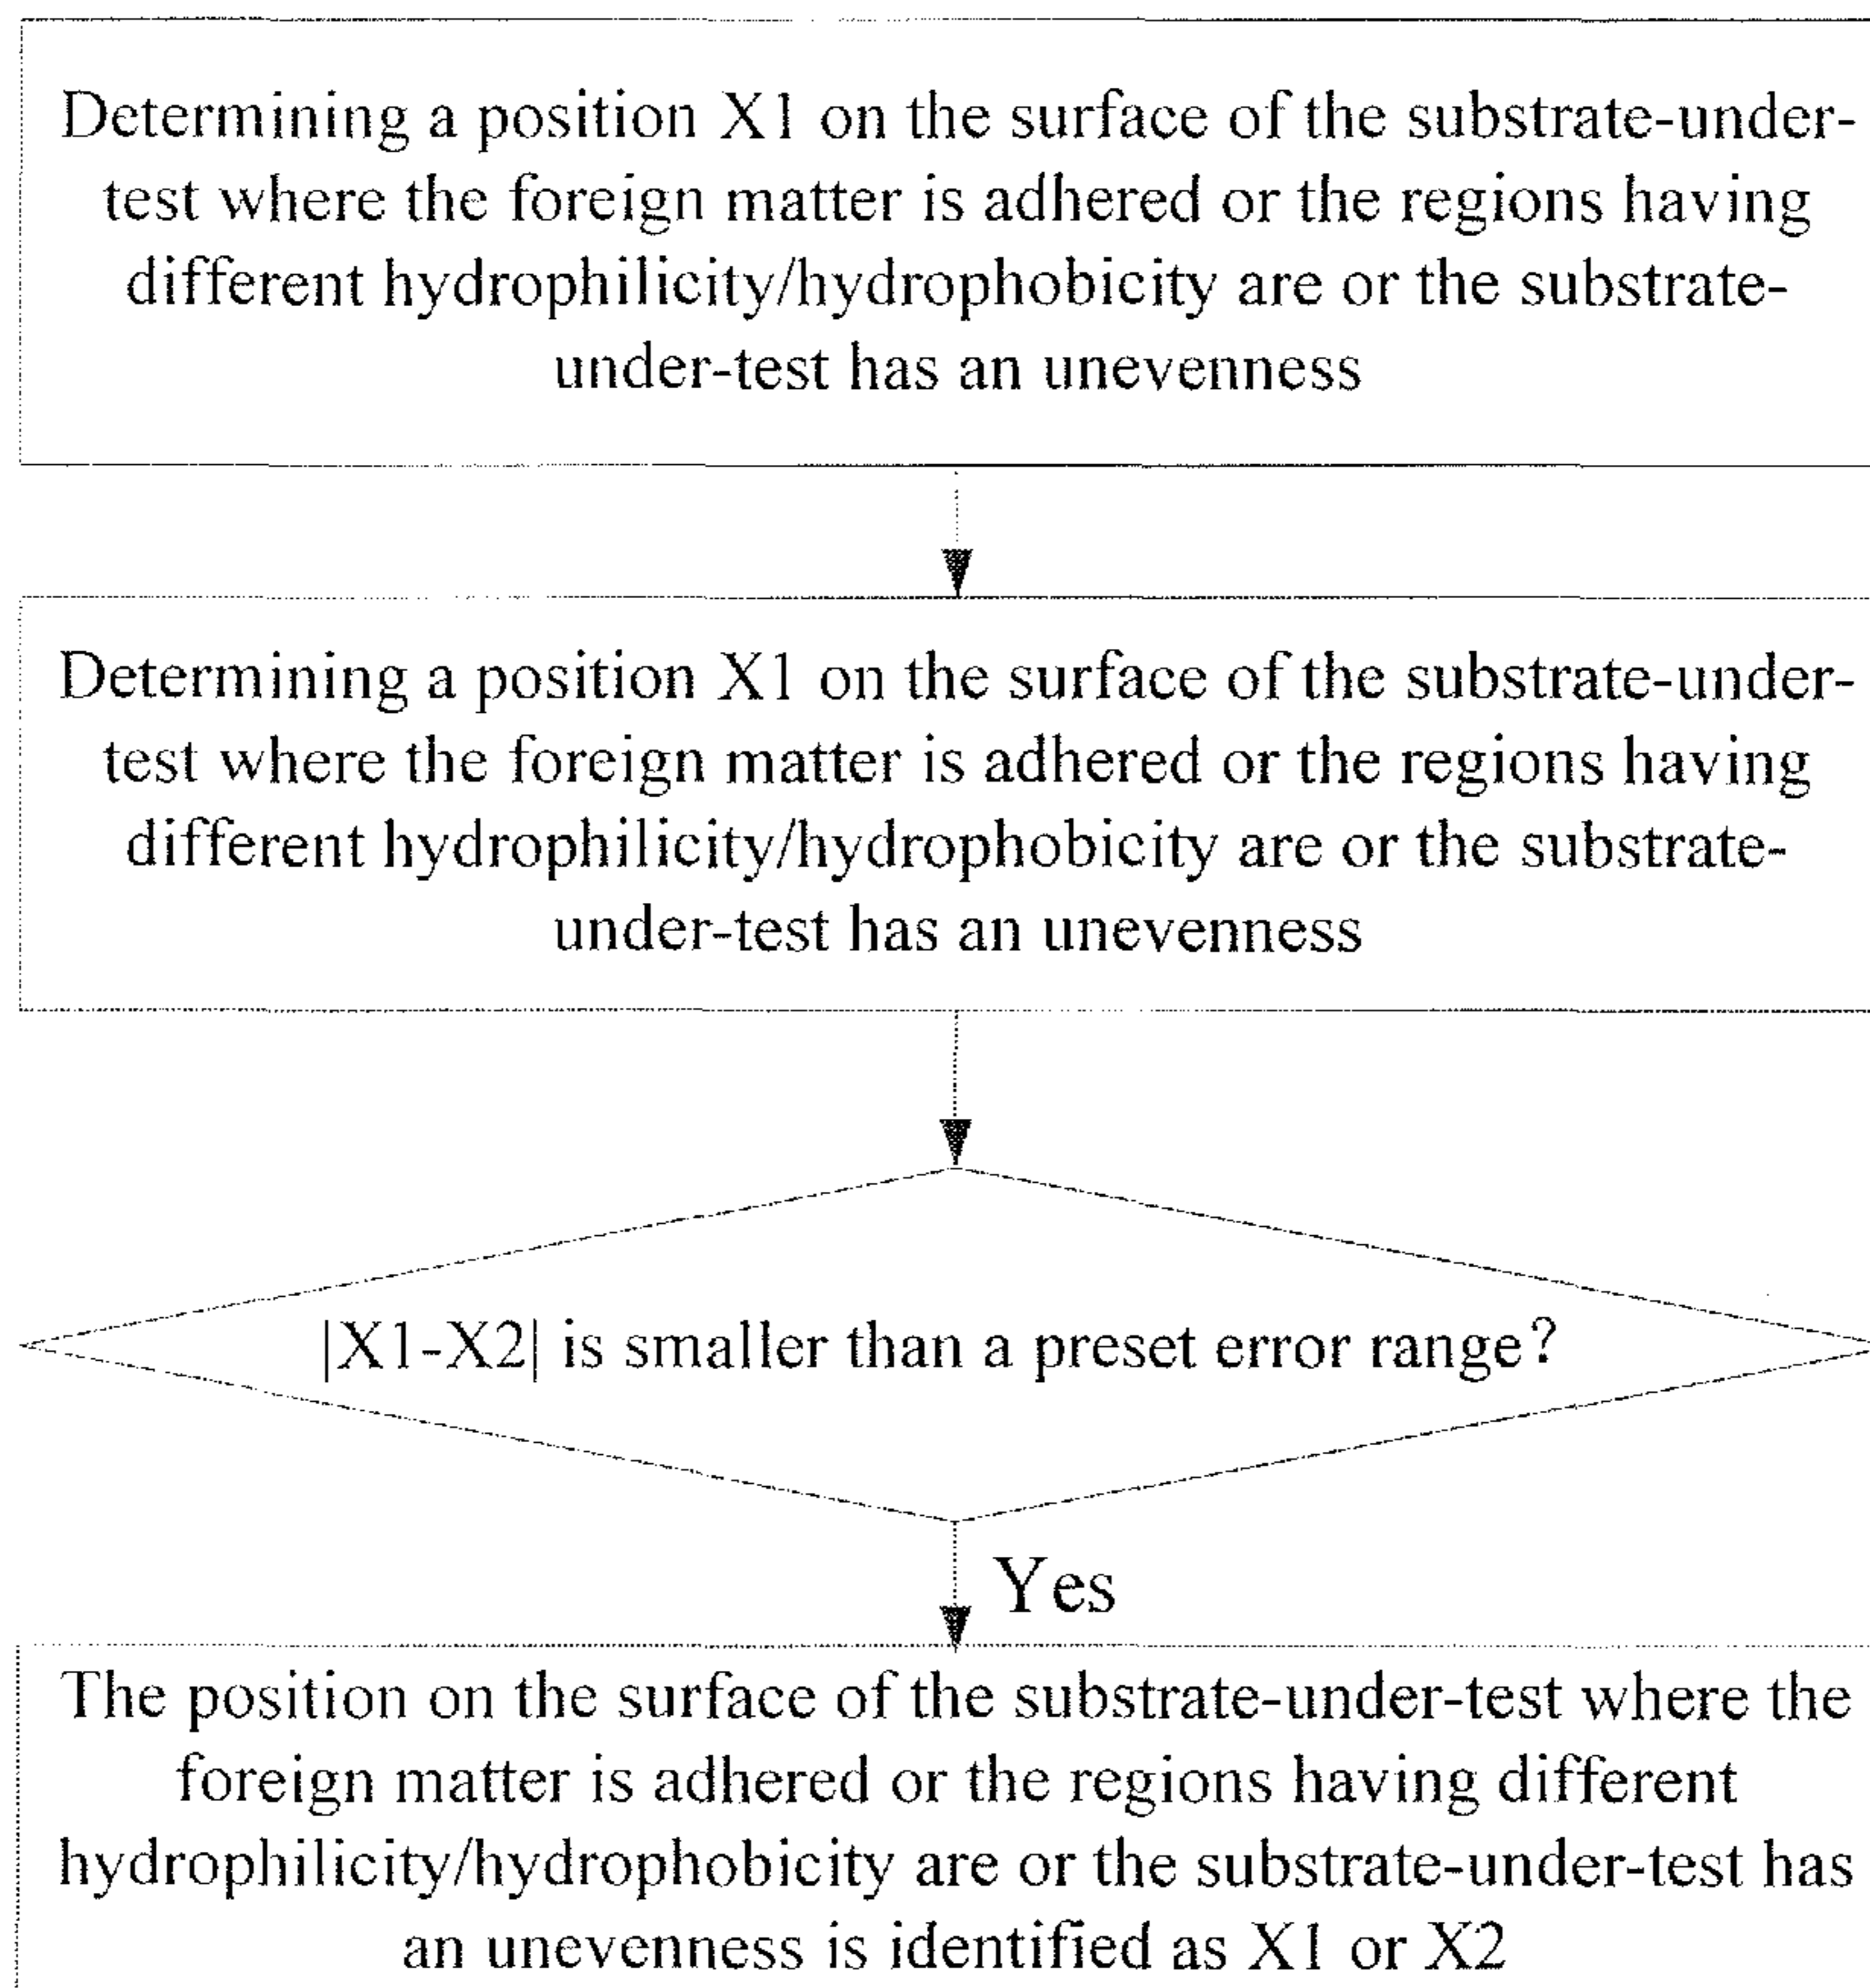 Determining a position X1 on the surface of the substrate-under-
test where the foreign matter is adhered or the regions having
different hydrophilicity/hydrophobicity are or the substrate-
under-test has an unevenness
Determining a position X1 on the surface of the substrate-under-
test where the foreign matter is adhered or the regions having
different hydrophilicity/hydrophobicity are or the substrate-
under-test has an unevenness
|X1-X2| is smaller than a preset error range?
Yes
The position on the surface of the substrate-under-test where the
foreign matter is adhered or the regions having different
hydrophilicity/hydrophobicity are or the substrate-under-test has
an unevenness is identified as X1 or X2